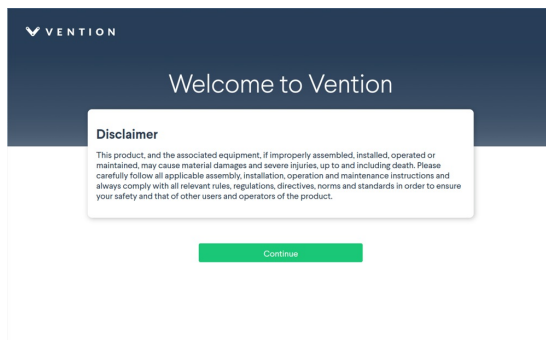 VENTION
Welcome to Vention
Disclaimer
This product, and the associated equipment, if improperly assembled, installed, operated or
maintained, may cause material damages and severe injuries, up to and including death. Please
carefully follow all applicable assembly, installation, operation and maintenance instructions and
always comply with all relevant rules, regulations, directives, norms and standards in order to ensure
your safety and that of other users and operators of the product.
Continue